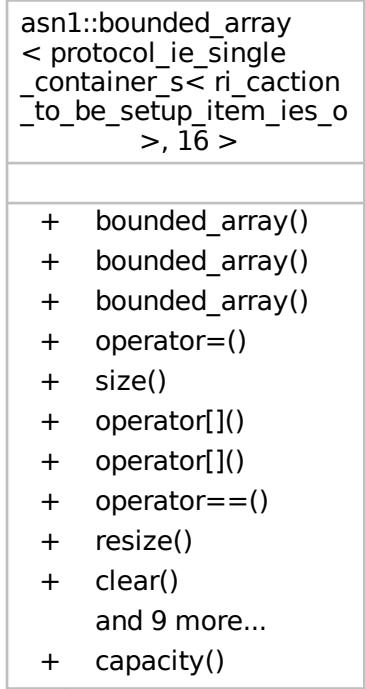 asn1::bounded_array
< protocol_ie_single
_container_s< ri_caction
_to_be_setup_item_ies_o
>, 16 >
+ bounded_array()
+ bounded_array()
+ bounded_array()
+ operator=()
+ size()
+ operator[]()
+ operator[]()
+ operator==()
+ resize()
+ clear()
and 9 more...
+ capacity()